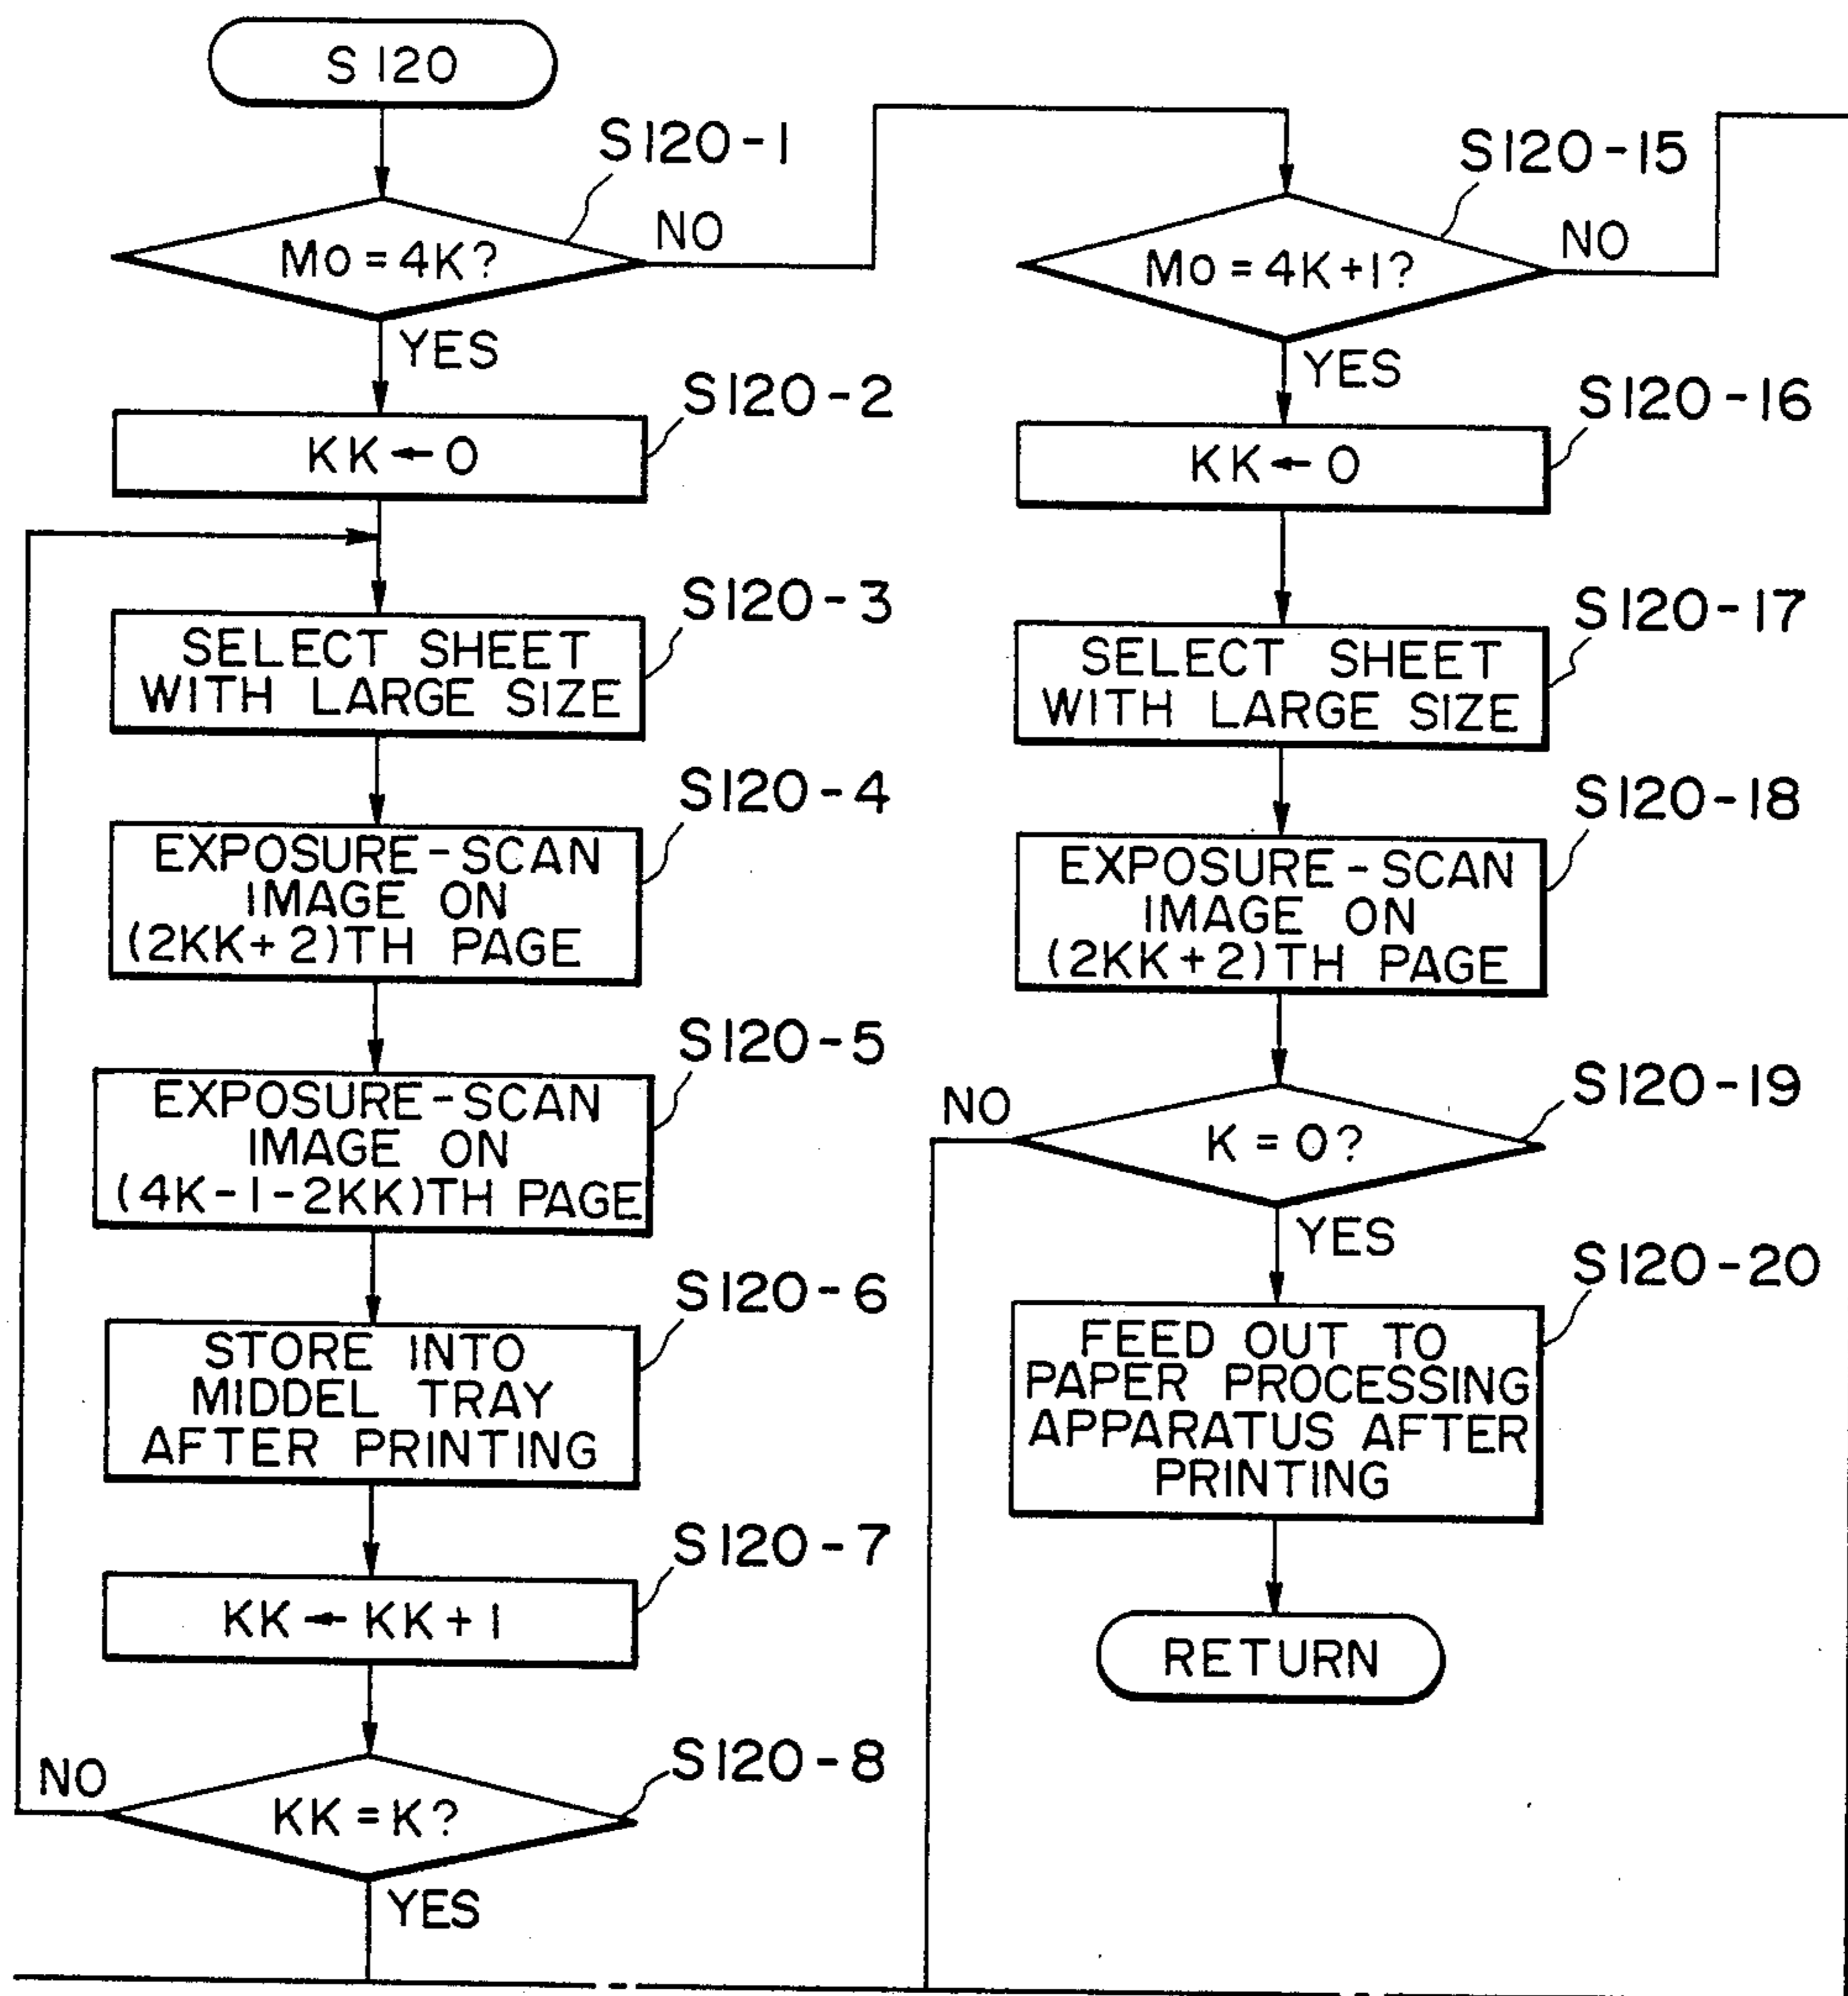 S120
S120-1
Mo=4K?
NO
YES
S120-2
KK←0
S120-3
SELECT SHEET
WITH LARGE SIZE
S120-4
EXPOSURE-SCAN
IMAGE ON
(2KK+2)TH PAGE
S120-5
EXPOSURE-SCAN
IMAGE ON
(4K-1-2KK)TH PAGE
S120-6
STORE INTO
MIDDEL TRAY
AFTER PRINTING
S120-7
KK←KK+1
S120-8
NO
KK=K?
YES
S120-15
Mo=4K+1?
NO
YES
S120-16
KK←0
S120-17
SELECT SHEET
WITH LARGE SIZE
S120-18
EXPOSURE-SCAN
IMAGE ON
(2KK+2)TH PAGE
S120-19
NO
K=0?
YES
S120-20
FEED OUT TO
PAPER PROCESSING
APPARATUS AFTER
PRINTING
RETURN